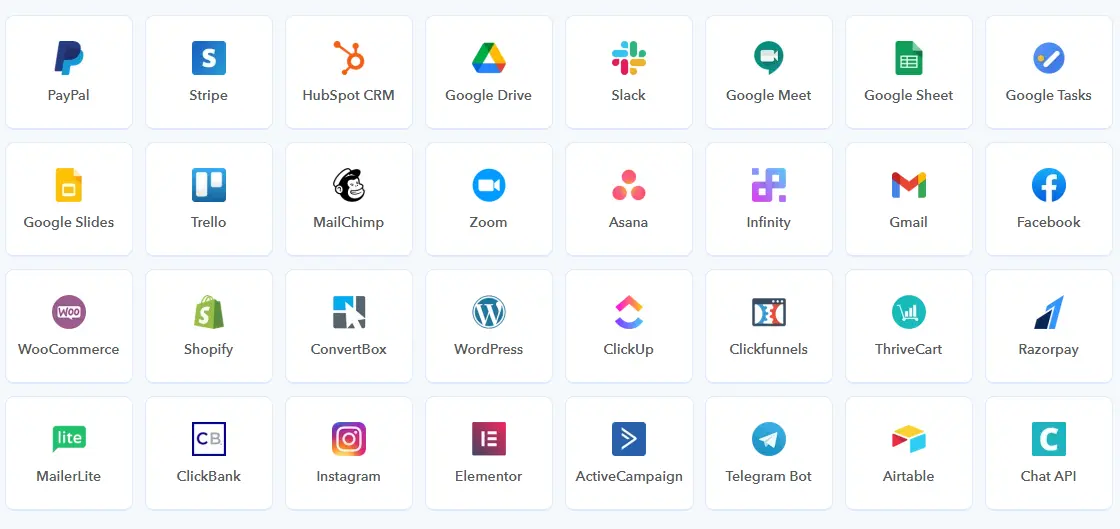 PayPal
Stripe
HubSpot CRM
Google Drive
Slack
Google Meet
Google Sheet
Google Tasks
Google Slides
Trello
MailChimp
Zoom
Asana
Infinity
Gmail
Facebook
WOO
WooCommerce
Shopify
ConvertBox
WordPress
ClickUp
Clickfunnels
ThriveCart
Razorpay
lite
MailerLite
CB.
ClickBank
Instagram
Elementor
ActiveCampaign
Telegram Bot
Airtable
C
Chat API